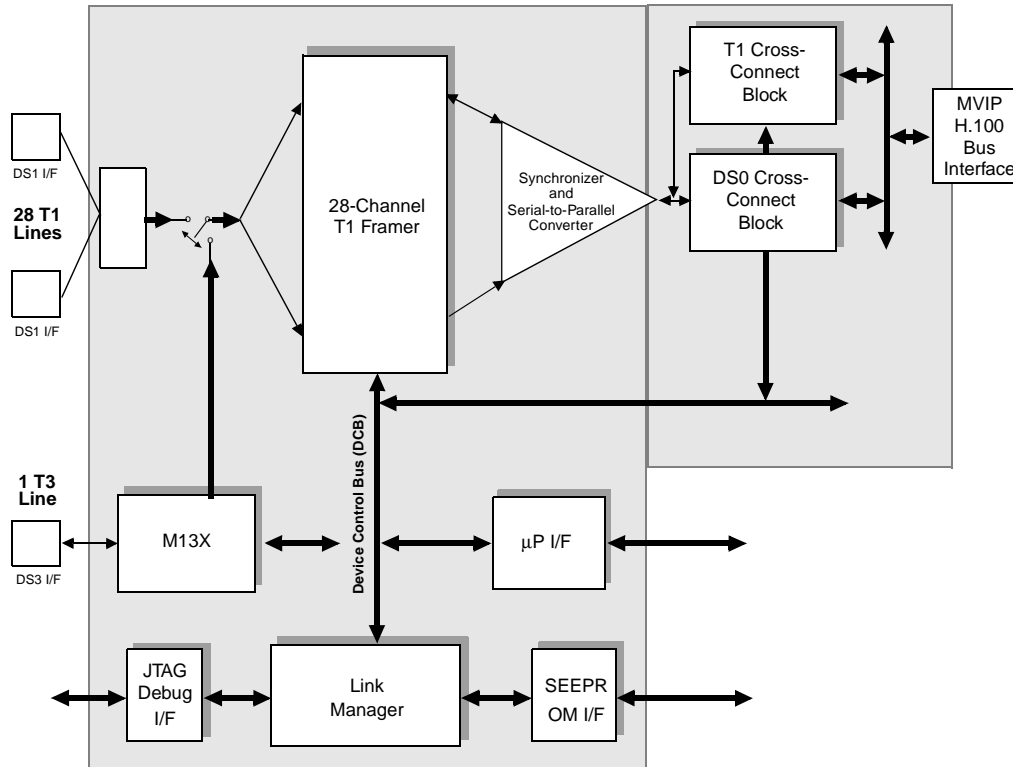 T1 Cross-
Connect
Block
MVIP
H.100
Bus
Interface
DS1 I/F
28 T1
Lines
DS1 I/F
28-Channel
T1 Framer
Synchronizer
and
Serial-to-Parallel
Converter
DS0 Cross-
Connect
Block
Device Control Bus (DCB)
1 T3
Line
DS3 I/F
M13X
µP I/F
JTAG
Debug
I/F
Link
Manager
SEEPR
OM I/F